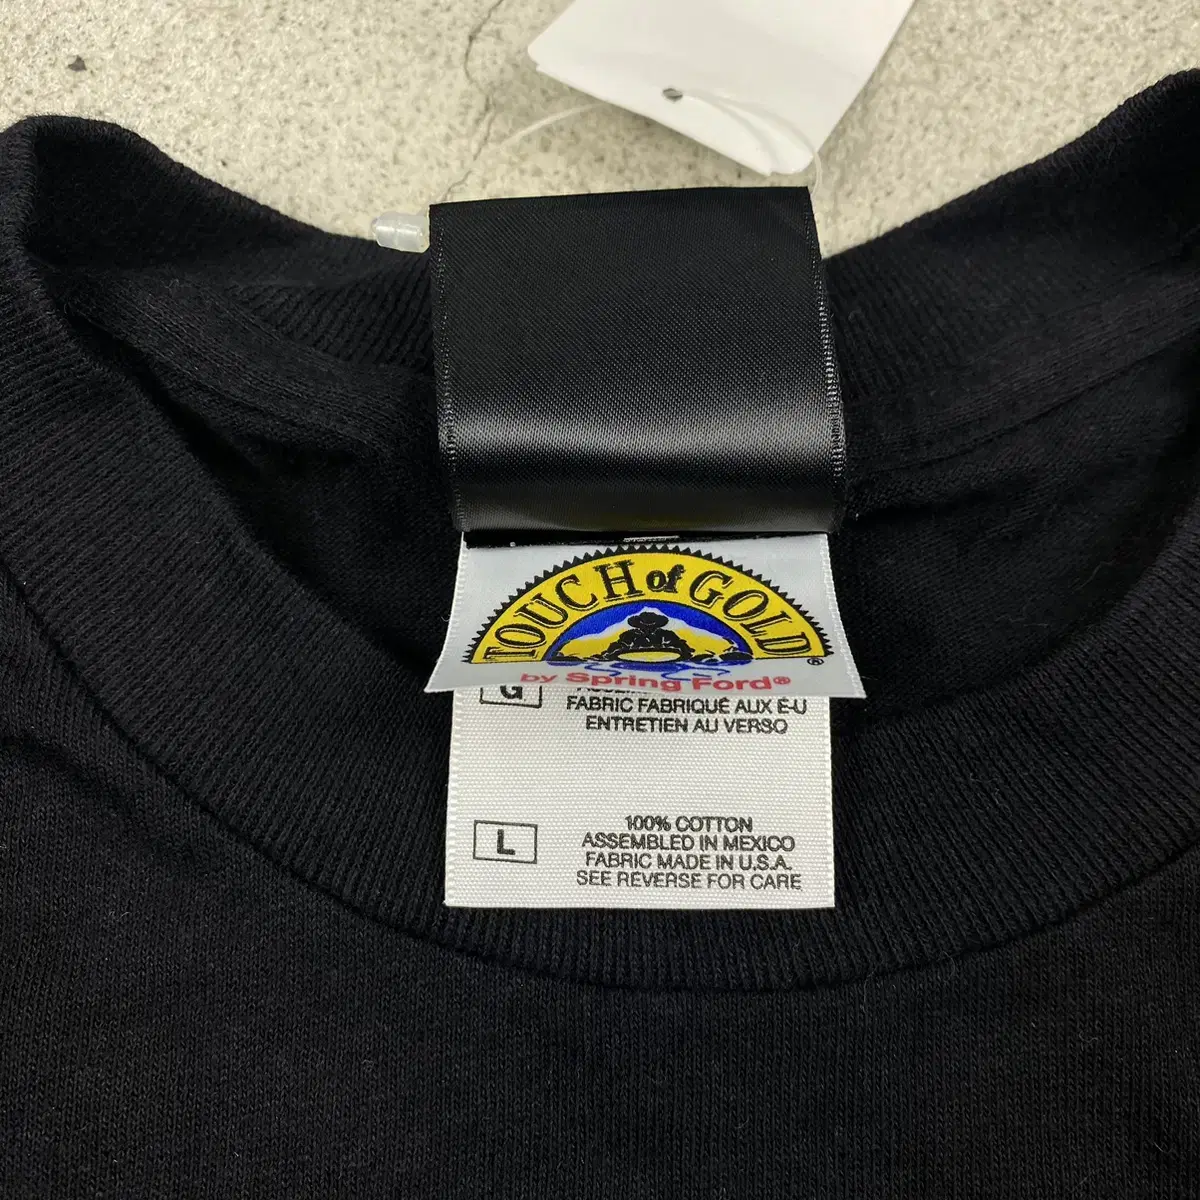 TOUCH of GOLD®
by Spring Ford®
G
FABRIC FABRIQUÉ AUX É-U
ENTRETIEN AU VERSO
L
100% COTTON
ASSEMBLED IN MEXICO
FABRIC MADE IN U.S.A.
SEE REVERSE FOR CARE